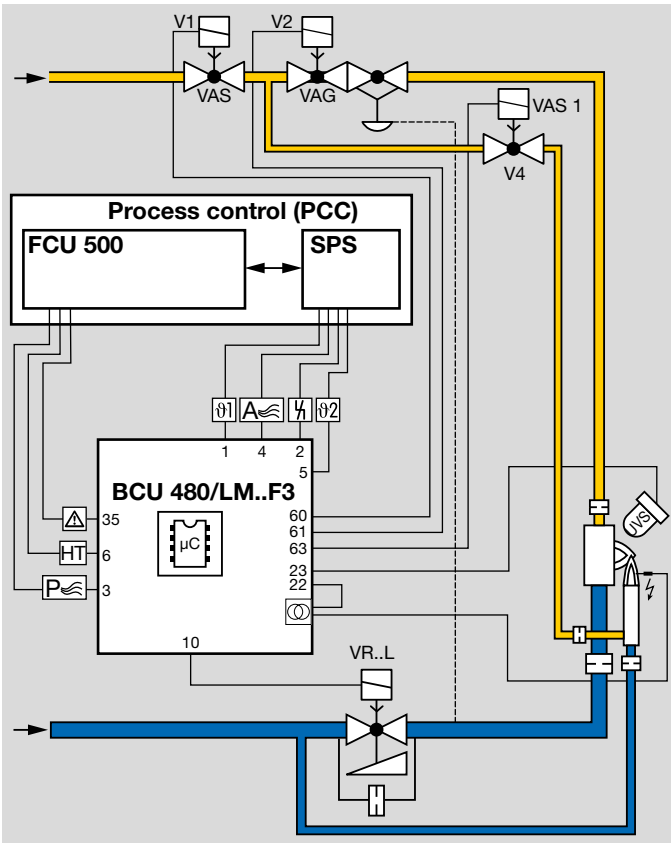 V1
V2
VAS
VAG
VAS 1
V4
Process control (PCC)
FCU 500
SPS
ϑ1
A
ϑ2
1
4
2
5
BCU 480/LM..F3
µC
35
HT
6
P
3
60
61
63
23
22
10
UVS
VR..L